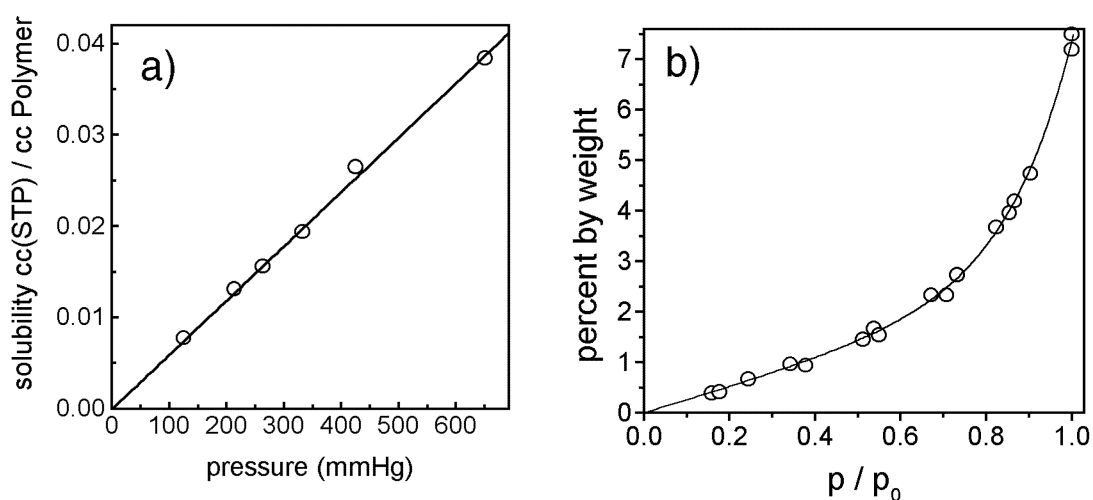 a)
solubility cc(STP) / cc Polymer
0.04
0.03
0.02
0.01
0.00
0 100 200 300 400 500 600
pressure (mmHg)
b)
percent by weight
7
6
5
4
3
2
1
0
0.0 0.2 0.4 0.6 0.8 1.0
p / p0